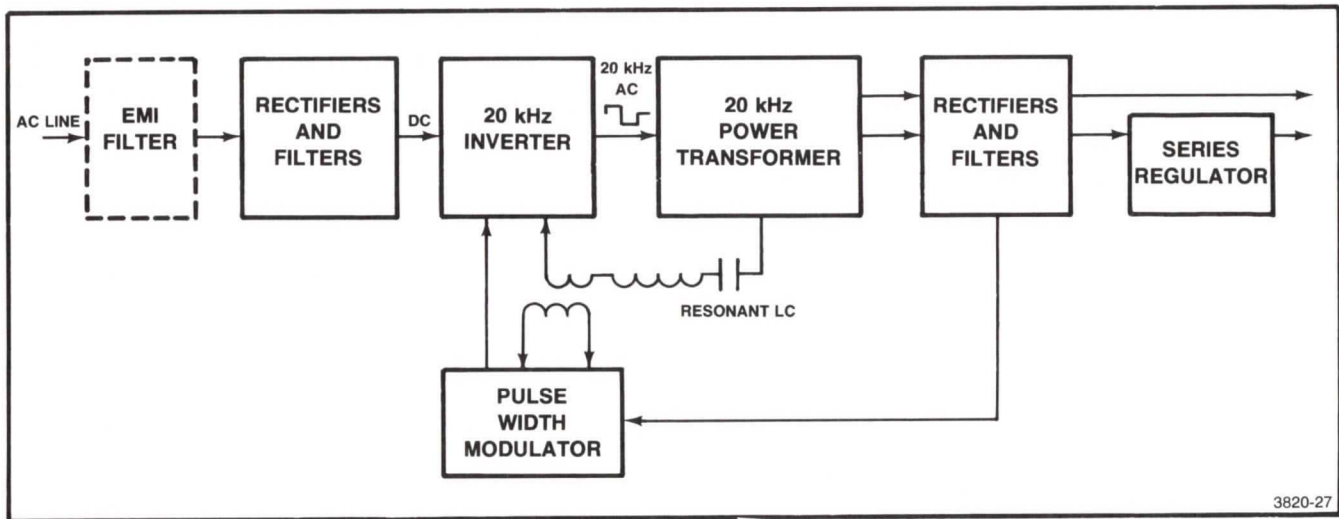 AC LINE
EMI
FILTER
RECTIFIERS
AND
FILTERS
DC
20 kHz
INVERTER
20 kHz
AC
20 kHz
POWER
TRANSFORMER
RECTIFIERS
AND
FILTERS
SERIES
REGULATOR
RESONANT LC
PULSE
WIDTH
MODULATOR
3820-27